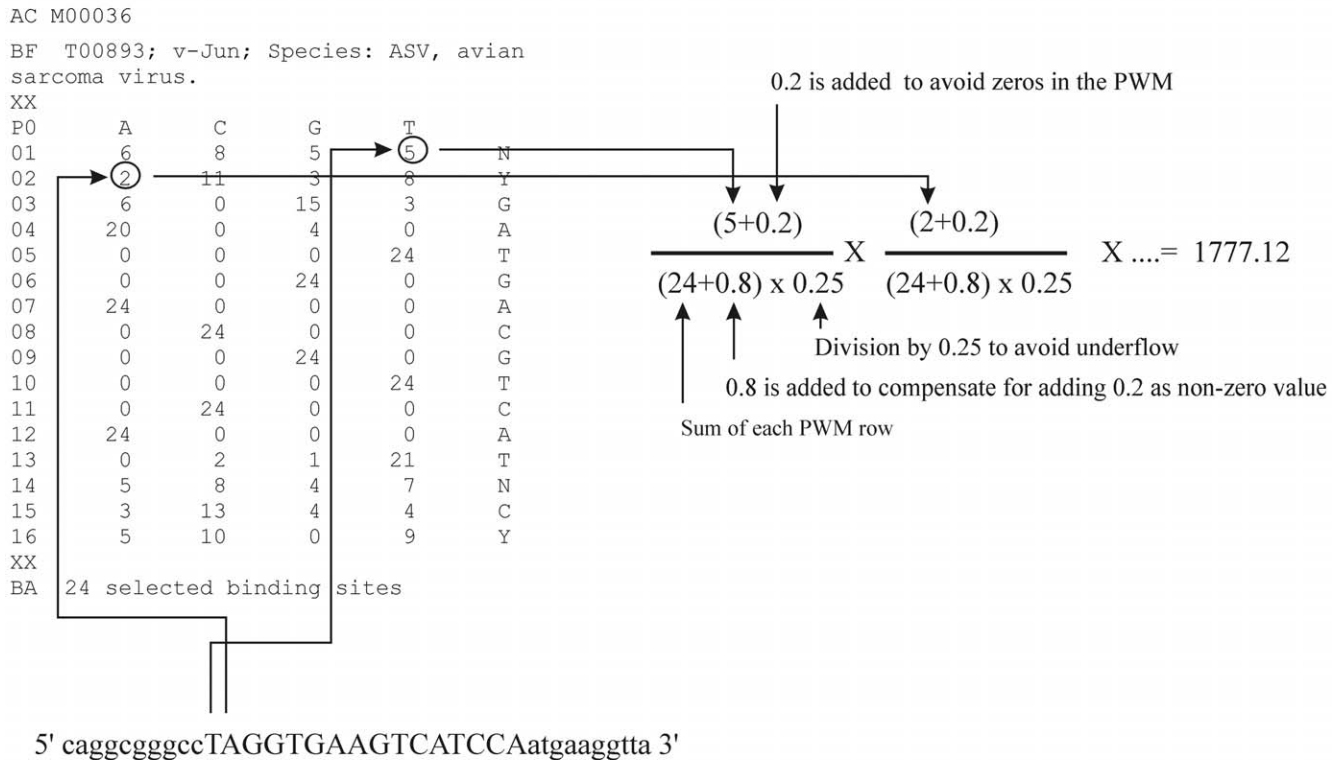 AC M00036
BF T00893; v-Jun; Species: ASV, avian
sarcoma virus.
XX
P0 A C G T
01 6 8 5 5 N
02 2 11 3 8 Y
03 6 0 15 3 G
04 20 0 4 0 A
05 0 0 0 24 T
06 0 0 24 0 G
07 24 0 0 0 A
08 0 24 0 0 C
09 0 0 24 0 G
10 0 0 0 24 T
11 0 24 0 0 C
12 24 0 0 0 A
13 0 2 1 21 T
14 5 8 4 7 N
15 3 13 4 4 C
16 5 10 0 9 Y
XX
BA 24 selected binding sites
0.2 is added to avoid zeros in the PWM
(5+0.2) (2+0.2)
X X ....= 1777.12
(24+0.8) x 0.25 (24+0.8) x 0.25
Division by 0.25 to avoid underflow
0.8 is added to compensate for adding 0.2 as non-zero value
Sum of each PWM row
5' caggcgggccTAGGTGAAGTCATCCAatgaaggtta 3'